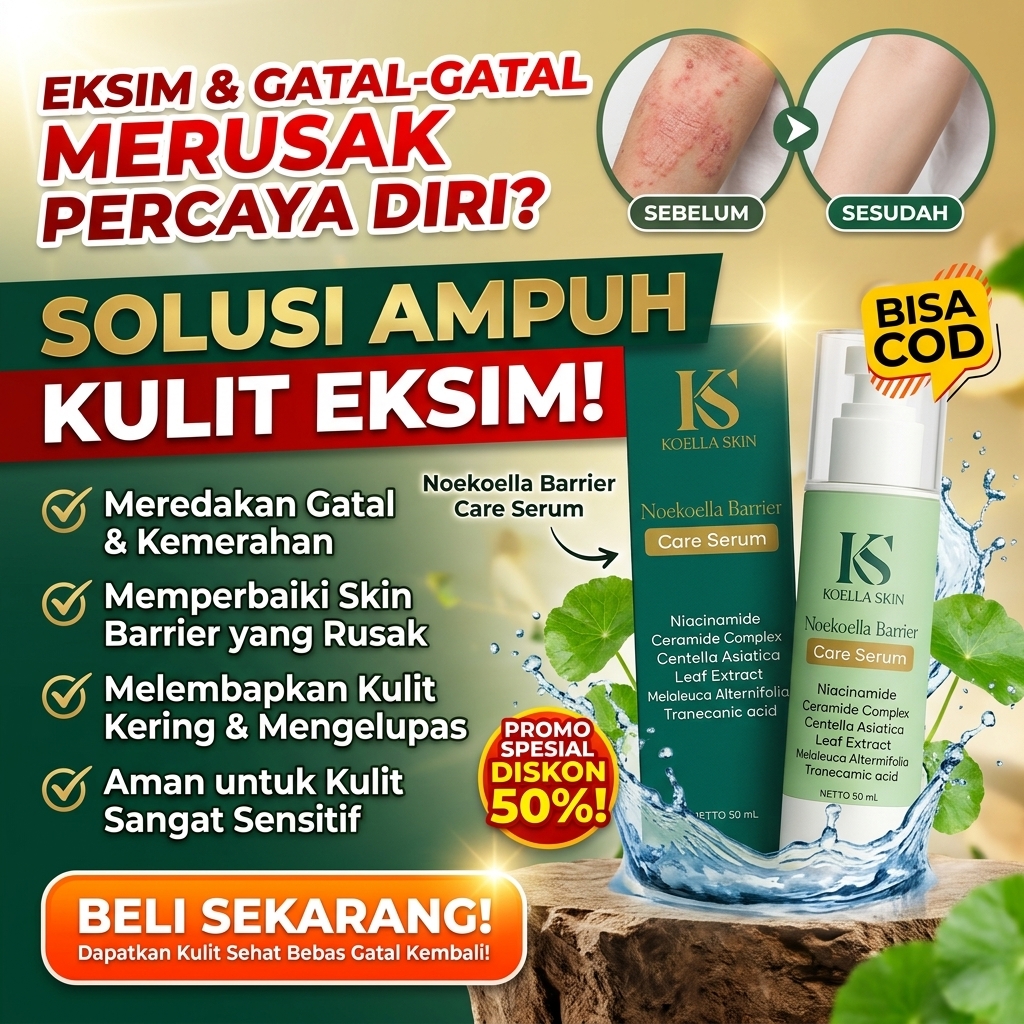 EKSIM & GATAL-GATAL
MERUSAK
PERCAYA DIRI?
SEBELUM
SESUDAH
SOLUSI AMPUH
KULIT EKSIM!
BISA
COD
Meredakan Gatal
& Kemerahan
Memperbaiki Skin
Barrier yang Rusak
Melembapkan Kulit
Kering & Mengelupas
Aman untuk Kulit
Sangat Sensitif
Noekoella Barrier
Care Serum
KS
KOELLA SKIN
Noekoella Barrier
Care Serum
Niacinamide
Ceramide Complex
Centella Asiatica
Leaf Extract
Melaleuca Alternifolia
Tranecanic acid
NETTO 50 mL
KS
KOELLA SKIN
Noekoella Barrier
Care Serum
Niacinamide
Ceramide Complex
Centella Asiatica
Leaf Extract
Melaleuca Altermifolia
Tronecamic acid
NETTO 50 mL
PROMO
SPESIAL
DISKON
50%!
BELI SEKARANG!
Dapatkan Kulit Sehat Bebas Gatal Kembali!